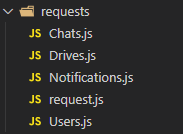 requests
JS Chats.js
JS Drives.js
JS Notifications.js
JS request.js
JS Users.js